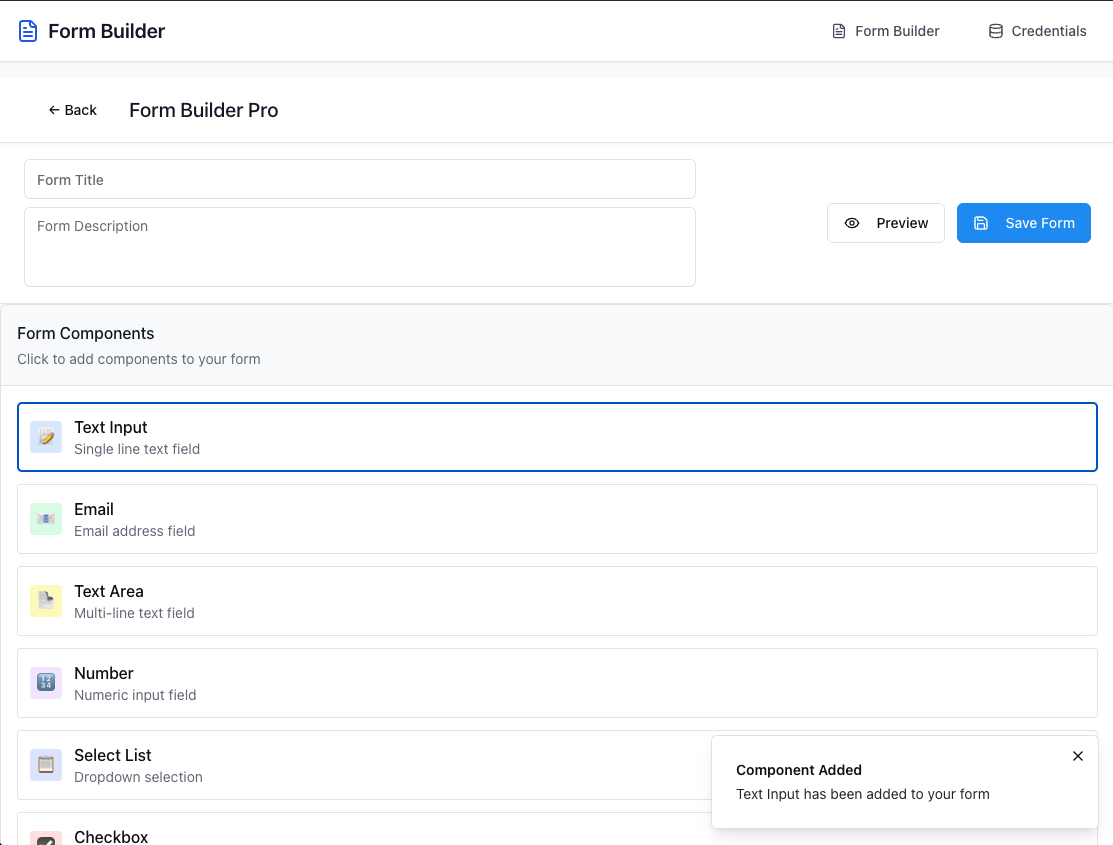 Form Builder
Form Builder
Credentials
← Back
Form Builder Pro
Form Title
Form Description
Preview
Save Form
Form Components
Click to add components to your form
Text Input
Single line text field
Email
Email address field
Text Area
Multi-line text field
Number
Numeric input field
Select List
Dropdown selection
Checkbox
Component Added
Text Input has been added to your form